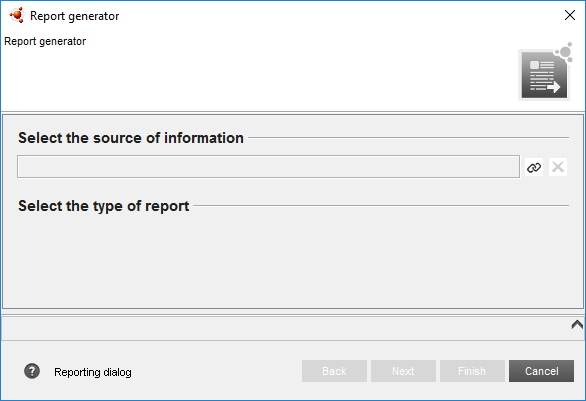 Report generator
Report generator
Select the source of information
Select the type of report
Reporting dialog
Back
Next
Finish
Cancel